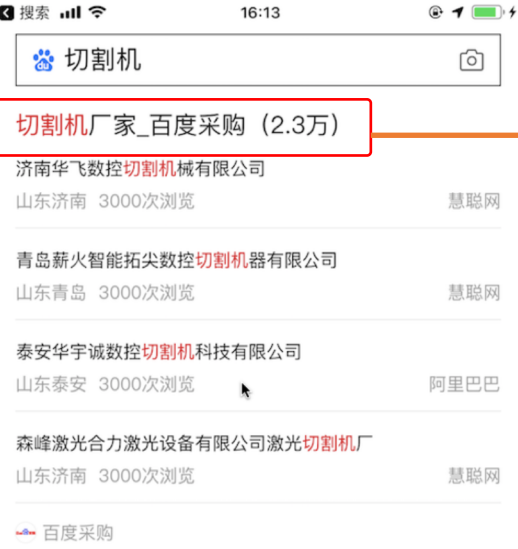 搜索 16:13
切割机
切割机厂家_百度采购（2.3万）
济南华飞数控切割机械有限公司
山东济南 3000次浏览 慧聪网
青岛薪火智能拓尖数控切割机器有限公司
山东青岛 3000次浏览 慧聪网
泰安华宇诚数控切割机科技有限公司
山东泰安 3000次浏览 阿里巴巴
森峰激光合力激光设备有限公司激光切割机厂
山东济南 3000次浏览 慧聪网
百度采购